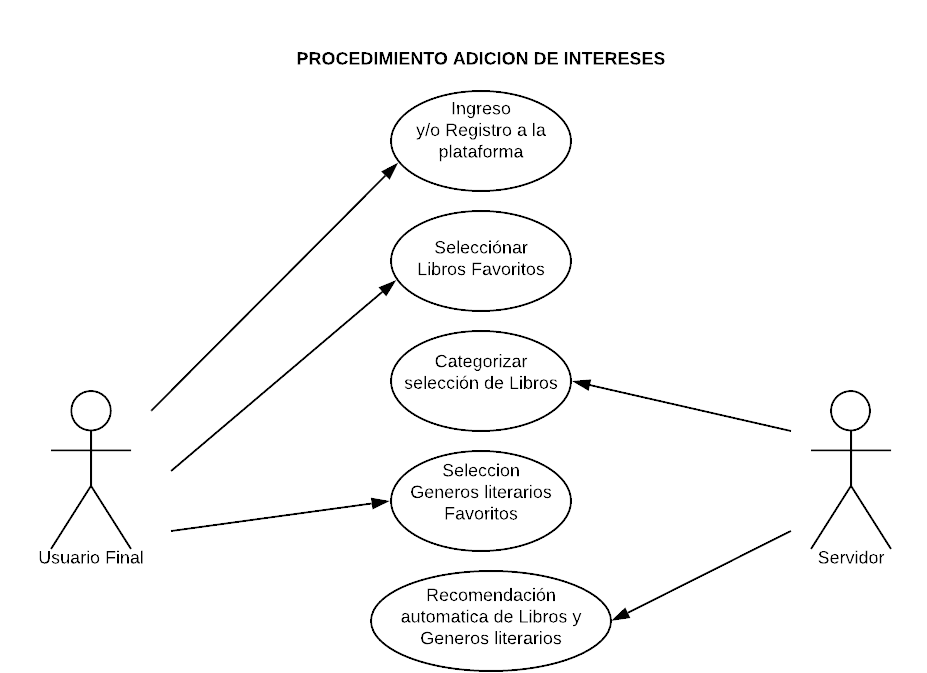 PROCEDIMIENTO ADICION DE INTERESES
Ingreso
y/o Registro a la
plataforma
Selecciónar
Libros Favoritos
Categorizar
selección de Libros
Seleccion
Generos literarios
Favoritos
Usuario Final
Servidor
Recomendación
automatica de Libros y
Generos literarios